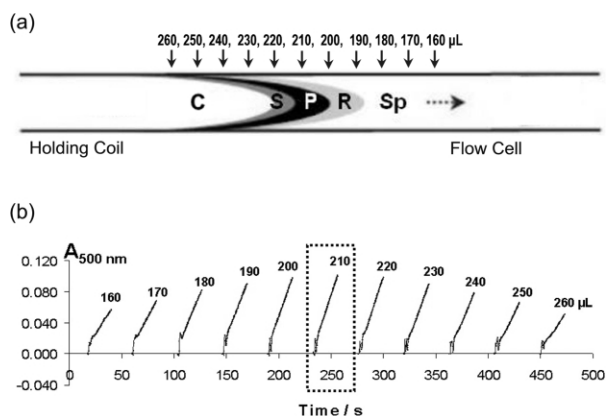 (a)
260, 250, 240, 230, 220, 210, 200, 190, 180, 170, 160 µL
C S P R Sp
Holding Coil Flow Cell
(b)
A500 nm
0.120
0.080
0.040
0.000
-0.040
160 170 180 190 200 210 220 230 240 250 260 µL
0 50 100 150 200 250 300 350 400 450 500
Time / s